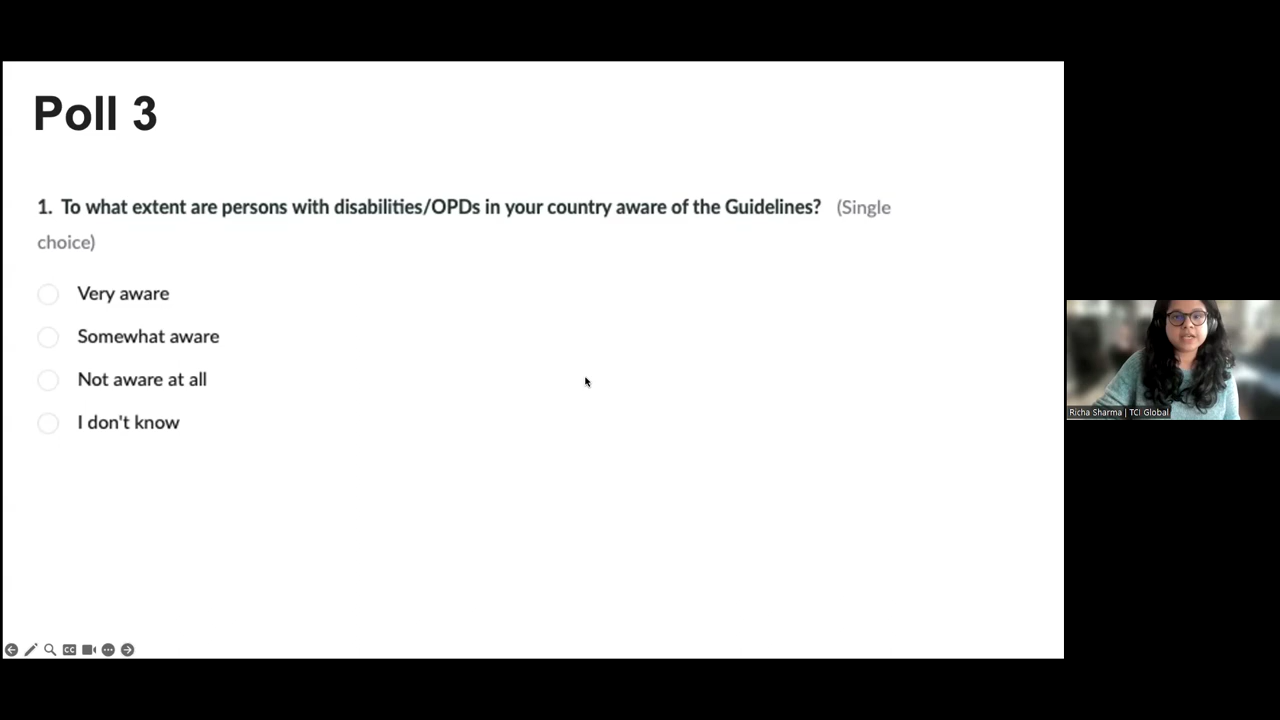 Poll 3
1. To what extent are persons with disabilities/OPDs in your country aware of the Guidelines? (Single
choice)
Very aware
Somewhat aware
Not aware at all
I don't know
CC
Richa Sharma | TCI Global